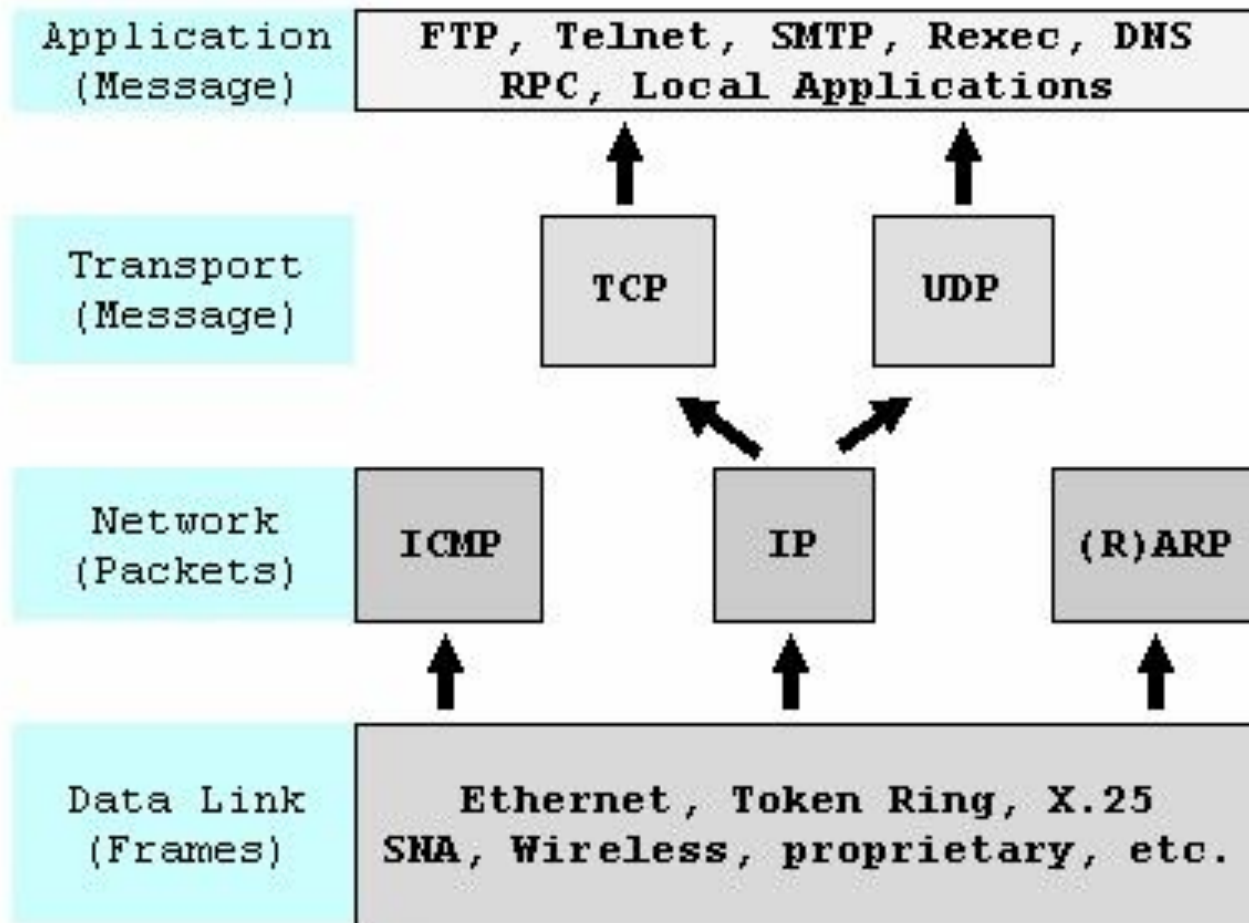 Application
(Message)
FTP, Telnet, SMTP, Rexec, DNS
RPC, Local Applications
Transport
(Message)
TCP
UDP
Network
(Packets)
ICMP
IP
(R)ARP
Data Link
(Frames)
Ethernet, Token Ring, X.25
SNA, Wireless, proprietary, etc.